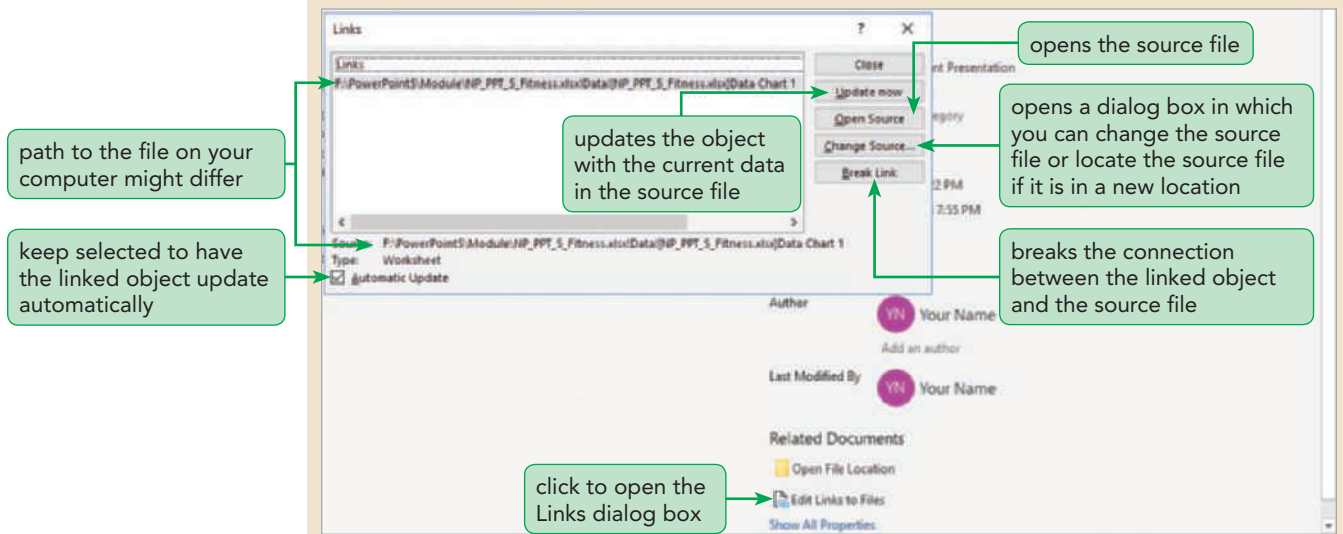 Links
?
Links
F:\PowerPoint5\Module\NP_PPT_5_Fitness.xlsx!Data![NP_PPT_5_Fitness.xlsx]Data Chart 1
Close
Update now
Open Source
Change Source...
Break Link
Source: F:\PowerPoint5\Module\NP_PPT_5_Fitness.xlsx!Data![NP_PPT_5_Fitness.xlsx]Data Chart 1
Type: Worksheet
Automatic Update
opens the source file
opens a dialog box in which
you can change the source
file or locate the source file
if it is in a new location
updates the object
with the current data
in the source file
path to the file on your
computer might differ
keep selected to have
the linked object update
automatically
breaks the connection
between the linked object
and the source file
nt Presentation
egory
2 PM
7:55 PM
Author
YN Your Name
Add an author
Last Modified By
YN Your Name
Related Documents
Open File Location
click to open the
Links dialog box
Edit Links to Files
Show All Properties